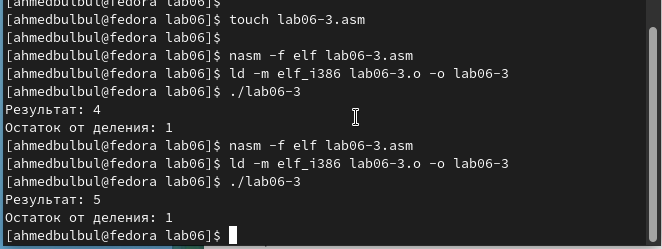 [ahmedbulbul@fedora lab06]$
[ahmedbulbul@fedora lab06]$ touch lab06-3.asm
[ahmedbulbul@fedora lab06]$
[ahmedbulbul@fedora lab06]$ nasm -f elf lab06-3.asm
[ahmedbulbul@fedora lab06]$ ld -m elf_i386 lab06-3.o -o lab06-3
[ahmedbulbul@fedora lab06]$ ./lab06-3
Результат: 4
Остаток от деления: 1
[ahmedbulbul@fedora lab06]$ nasm -f elf lab06-3.asm
[ahmedbulbul@fedora lab06]$ ld -m elf_i386 lab06-3.o -o lab06-3
[ahmedbulbul@fedora lab06]$ ./lab06-3
Результат: 5
Остаток от деления: 1
[ahmedbulbul@fedora lab06]$